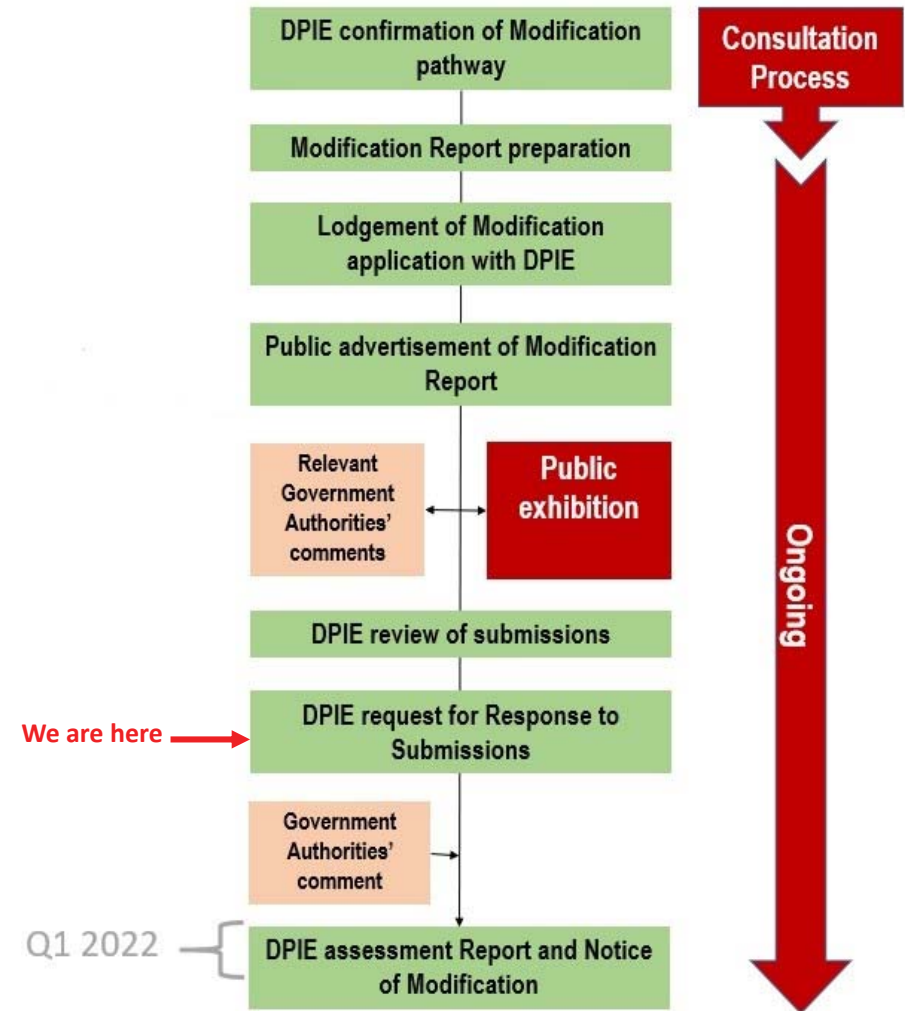 DPIE confirmation of Modification
pathway
Consultation
Process
Modification Report preparation
Lodgement of Modification
application with DPIE
Public advertisement of Modification
Report
Relevant
Government
Authorities’
comments
Public
exhibition
Ongoing
DPIE review of submissions
We are here
DPIE request for Response to
Submissions
Government
Authorities’
comment
Q1 2022
DPIE assessment Report and Notice
of Modification